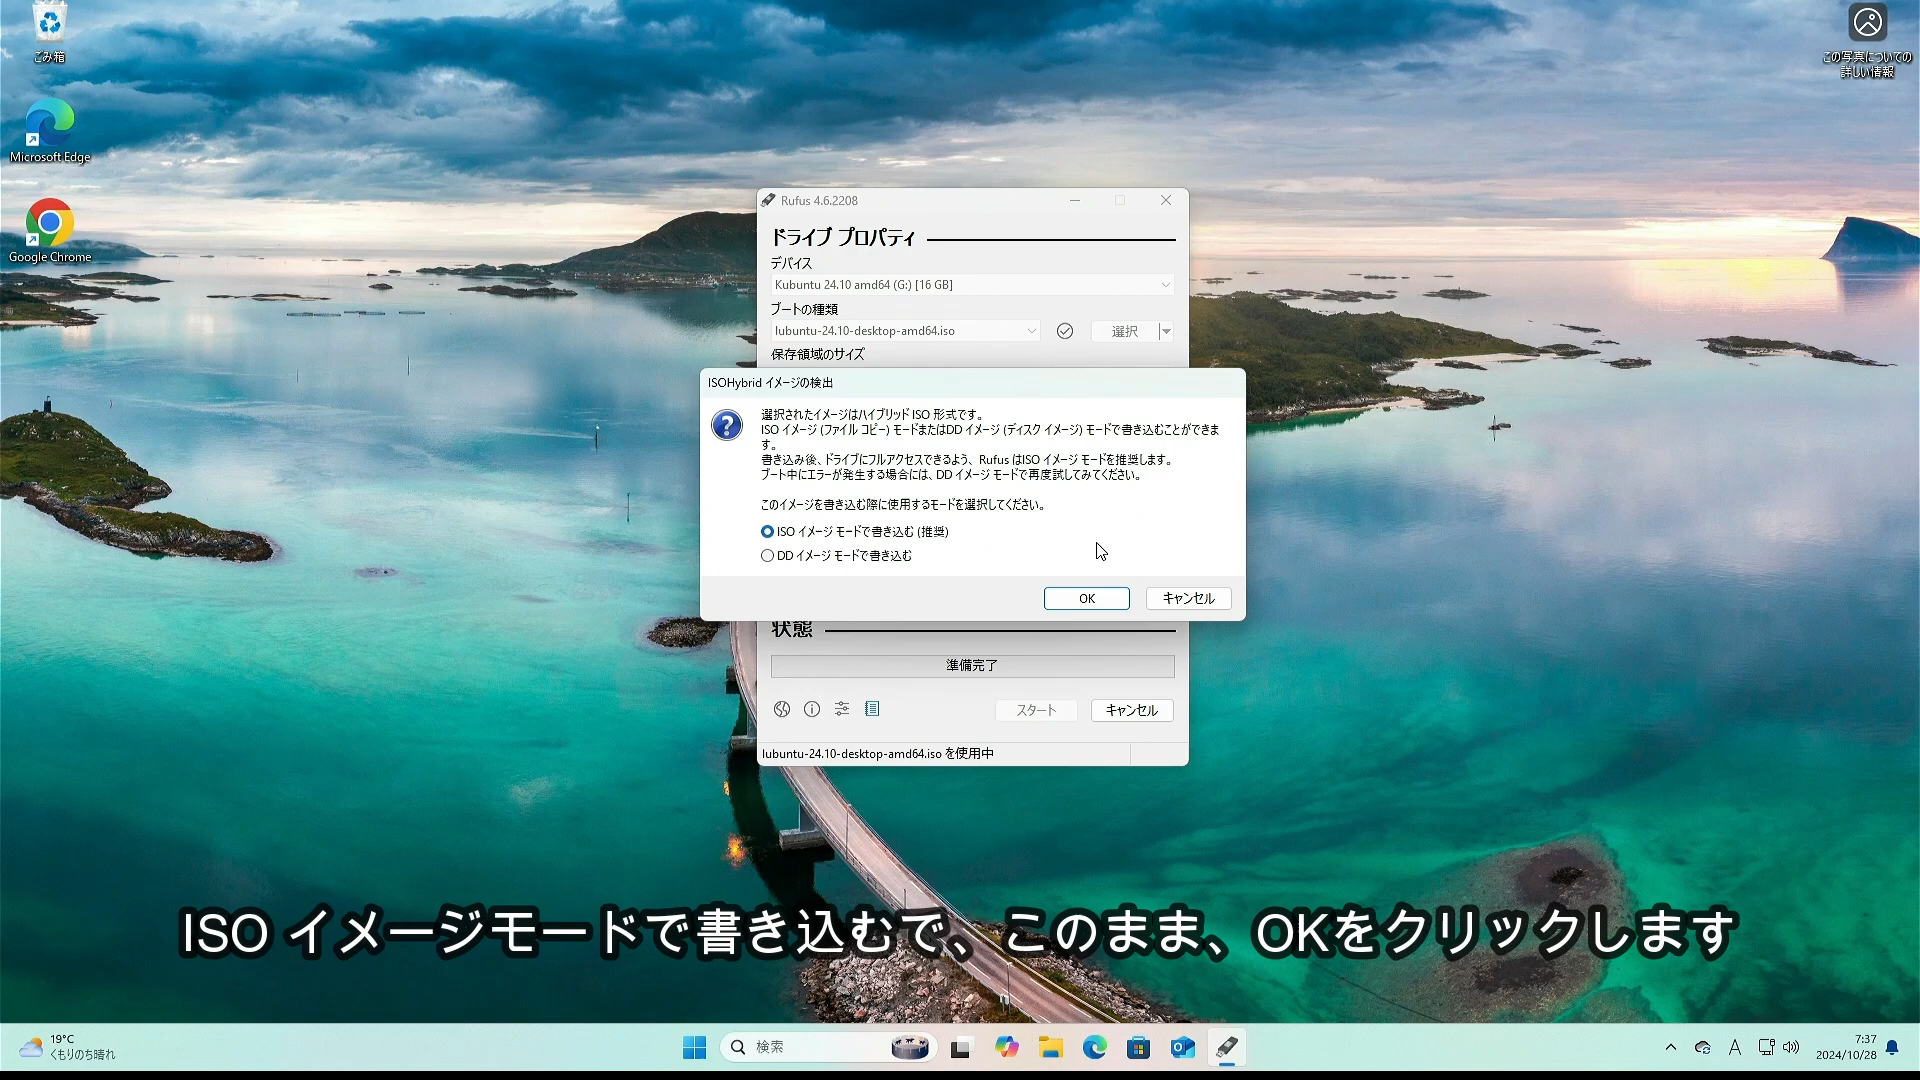 ごみ箱
Microsoft Edge
Google Chrome
この写真についての
詳しい情報
Rufus 4.6.2208
ドライブ プロパティ
デバイス
Kubuntu 24.10 amd64 (G:) [16 GB]
ブートの種類
lubuntu-24.10-desktop-amd64.iso
選択
保存領域のサイズ
ISOHybrid イメージの検出
選択されたイメージはハイブリッド ISO 形式です。
ISO イメージ (ファイル コピー) モードまたはDD イメージ (ディスク イメージ) モードで書き込むことができま
す。
書き込み後、ドライブにフルアクセスできるよう、Rufus はISO イメージ モードを推奨します。
ブート中にエラーが発生する場合には、DD イメージ モードで再度試してみてください。
このイメージを書き込む際に使用するモードを選択してください。
ISO イメージ モードで書き込む (推奨)
DD イメージ モードで書き込む
OK
キャンセル
状態
準備完了
スタート
キャンセル
lubuntu-24.10-desktop-amd64.iso を使用中
ISO イメージモードで書き込むで、このまま、OKをクリックします
19°C
くもりのち晴れ
検索
A
7:37
2024/10/28